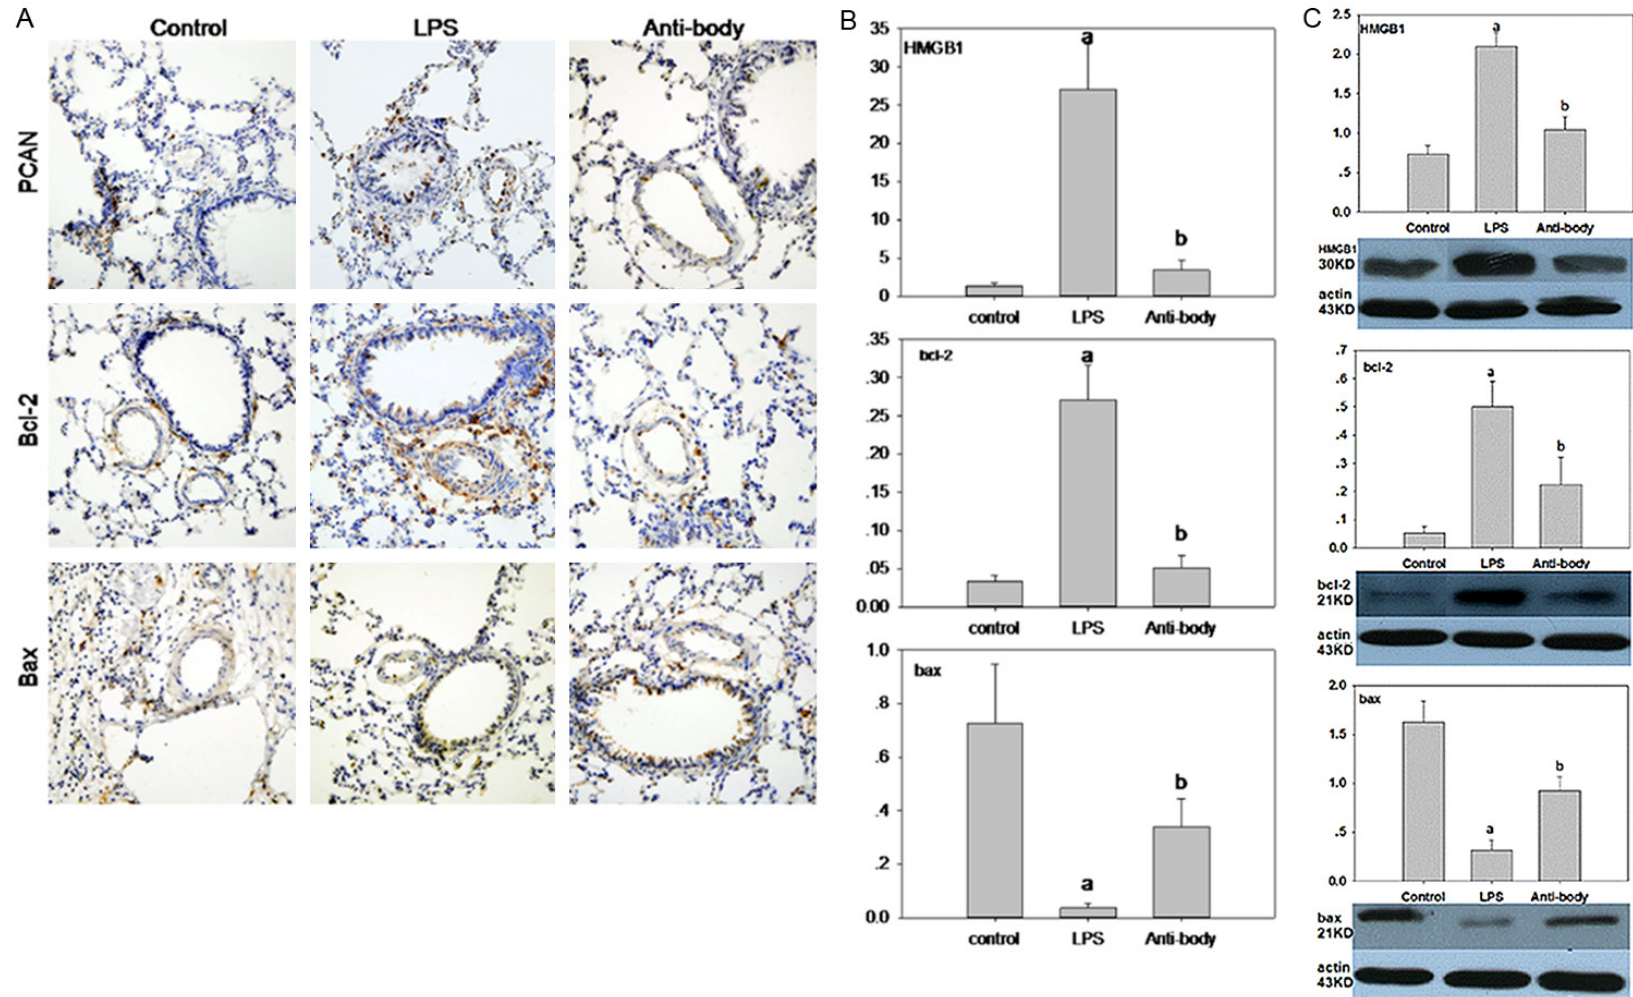 A
Control LPS Anti-body
PCAN
Bcl-2
Bax
B
HMGB1
35
30
25
20
15
10
5
0
a
b
control LPS Anti-body
bcl-2
.35
.30
.25
.20
.15
.10
.05
0.00
a
b
control LPS Anti-body
bax
1.0
.8
.6
.4
.2
0.0
a
b
control LPS Anti-body
C
HMGB1
2.5
2.0
1.5
1.0
.5
0.0
a
b
Control LPS Anti-body
HMGB1
30KD
actin
43KD
bcl-2
.7
.6
.5
.4
.3
.2
.1
0.0
a
b
Control LPS Anti-body
bcl-2
21KD
actin
43KD
bax
2.0
1.5
1.0
.5
0.0
a
b
Control LPS Anti-body
bax
21KD
actin
43KD